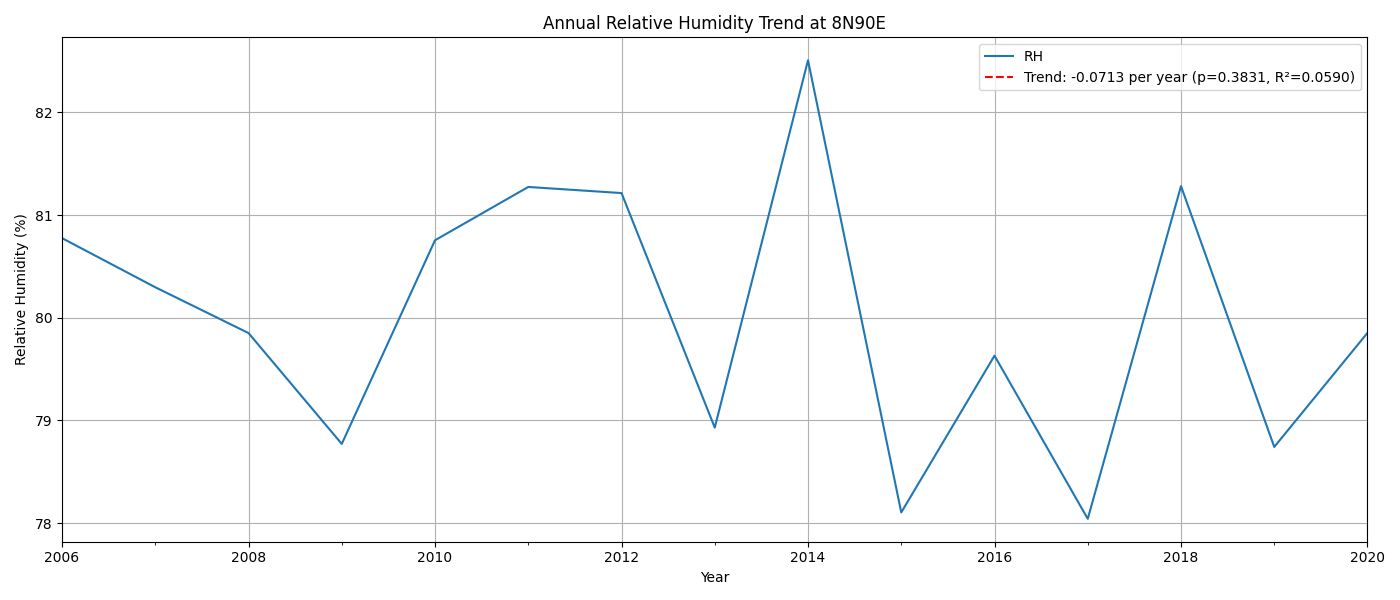 Annual Relative Humidity Trend at 8N90E
RH
Trend: -0.0713 per year (p=0.3831, R²=0.0590)
Relative Humidity (%)
82
81
80
79
78
2006 2008 2010 2012 2014 2016 2018 2020
Year